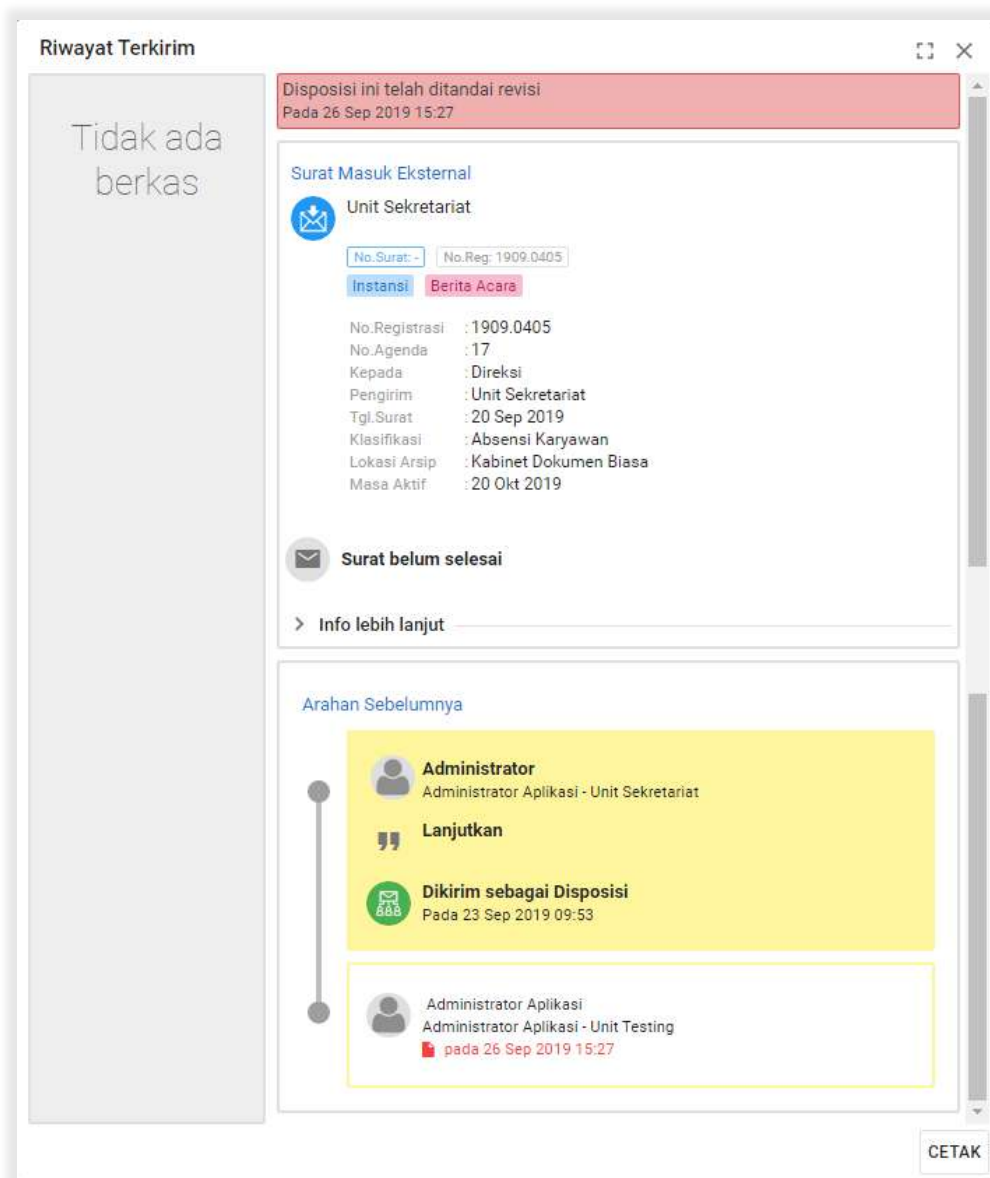 Riwayat Terkirim
Tidak ada
berkas
Disposisi ini telah ditandai revisi
Pada 26 Sep 2019 15:27
Surat Masuk Eksternal
Unit Sekretariat
No.Surat: - No.Reg: 1909.0405
Instansi Berita Acara
No.Registrasi : 1909.0405
No.Agenda : 17
Kepada : Direksi
Pengirim : Unit Sekretariat
Tgl.Surat : 20 Sep 2019
Klasifikasi : Absensi Karyawan
Lokasi Arsip : Kabinet Dokumen Biasa
Masa Aktif : 20 Okt 2019
Surat belum selesai
Info lebih lanjut
Arahan Sebelumnya
Administrator
Administrator Aplikasi - Unit Sekretariat
Lanjutkan
Dikirim sebagai Disposisi
Pada 23 Sep 2019 09:53
Administrator Aplikasi
Administrator Aplikasi - Unit Testing
pada 26 Sep 2019 15:27
CETAK